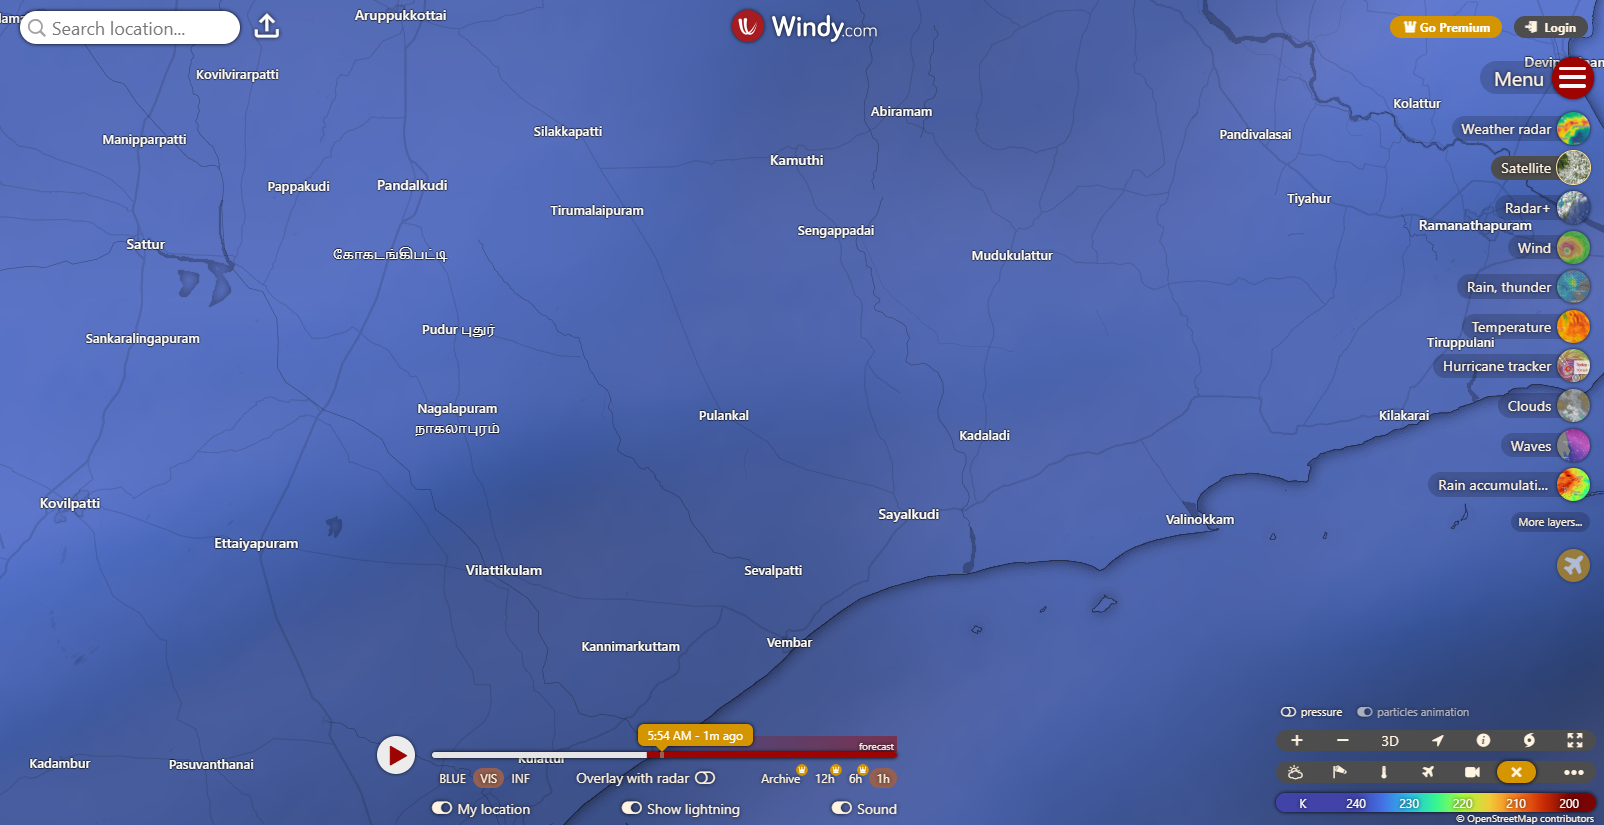 Aruppukkottai
Search location...
Windy.com
Go Premium
Login
Kovilvirarpatti
Menu
Kolattur
Abiramam
Weather radar
Silakkapatti
Pandivalasai
Manipparpatti
Kamuthi
Satellite
Pappakudi
Pandalkudi
Tiyahur
Radar+
Tirumalaipuram
Ramanathapuram
Sengappadai
Sattur
Wind
கோகடங்கிபட்டி
Mudukulattur
Rain, thunder
Temperature
Pudur புதுர்
Sankaralingapuram
Tiruppulani
Hurricane tracker
Clouds
Nagalapuram
நாகலாபுரம்
Pulankal
Kilakarai
Kadaladi
Waves
Rain accumulati...
Kovilpatti
Sayalkudi
Valinokkam
More layers...
Ettaiyapuram
Vilattikulam
Sevalpatti
Kannimarkuttam
Vembar
pressure
particles animation
5:54 AM - 1m ago
forecast
3D
Kadambur
Pasuvanthanai
Kulattur
BLUE
VIS
INF
Overlay with radar
Archive
12h
6h
1h
My location
Show lightning
Sound
K 240 230 220 210 200
© OpenStreetMap contributors